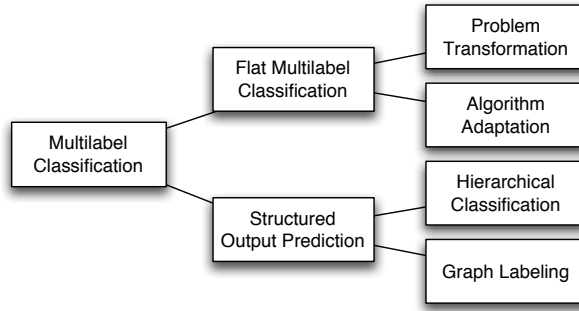 Problem
Transformation
Flat Multilabel
Classification
Algorithm
Adaptation
Multilabel
Classification
Hierarchical
Classification
Structured
Output Prediction
Graph Labeling